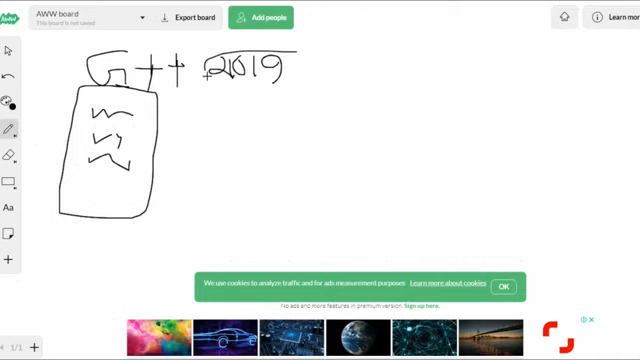 AWW board
This board is not saved
Export board
Add people
Learn more
G++ 2019
Aa
We use cookies to analyze traffic and for ads measurement purposes Learn more about cookies OK
No ads and more features in premium version. Sign up here.
1/1